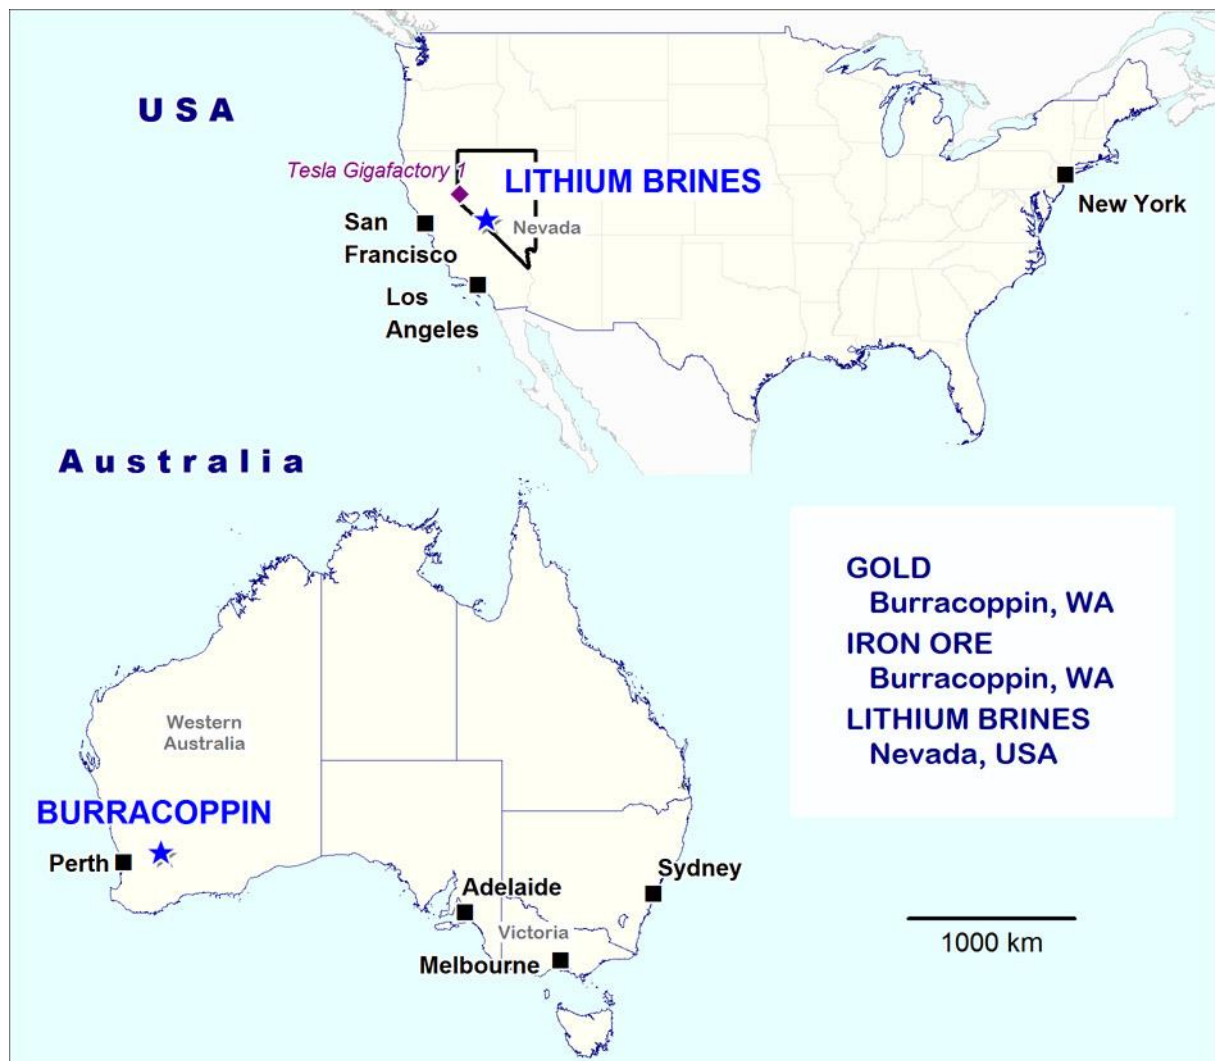 U S A
Tesla Gigafactory 1
LITHIUM BRINES
Nevada
San
Francisco
Los
Angeles
New York
Australia
Western
Australia
BURRACOPPIN
Perth
Adelaide
Victoria
Melbourne
Sydney
GOLD
Burracoppin, WA
IRON ORE
Burracoppin, WA
LITHIUM BRINES
Nevada, USA
1000 km